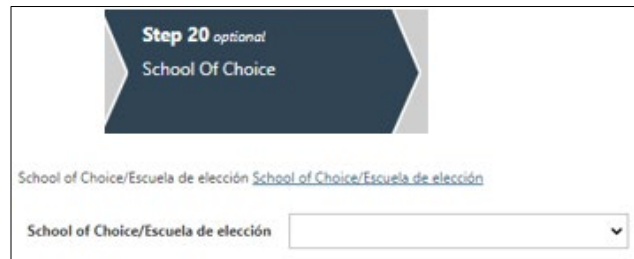 Step 20 optional
School Of Choice
School of Choice/Escuela de elección School of Choice/Escuela de elección
School of Choice/Escuela de elección